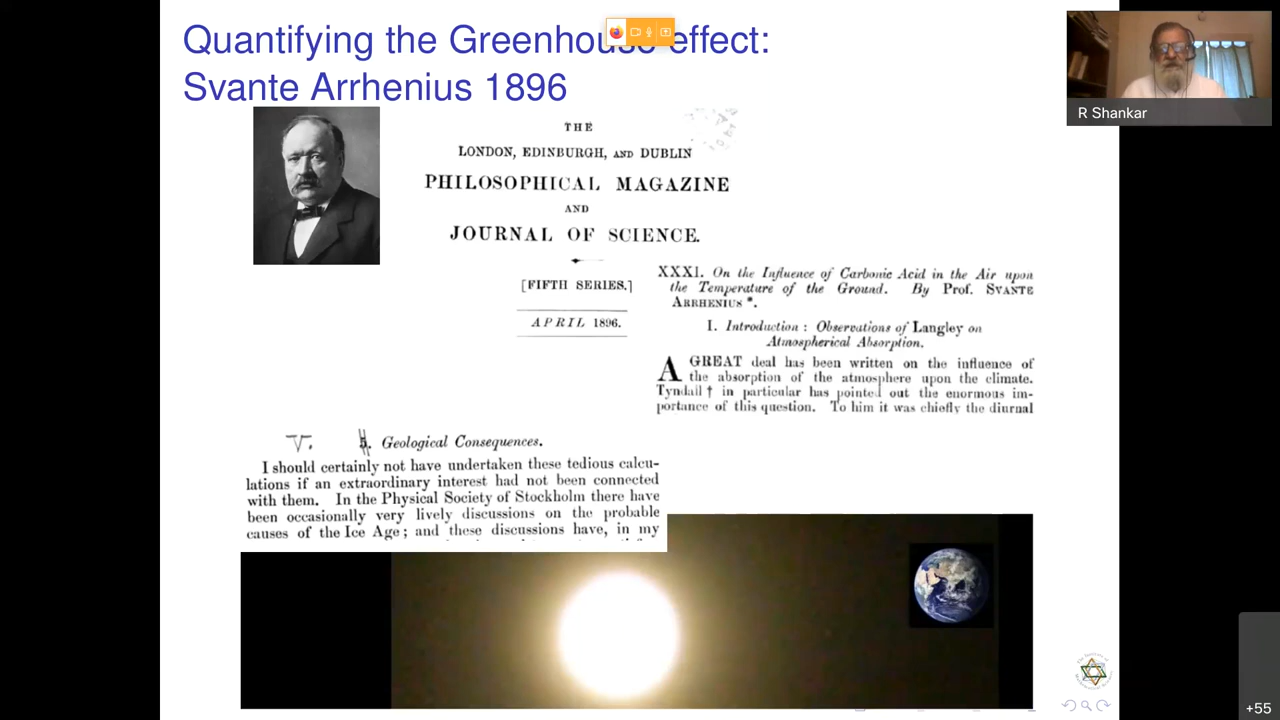 Quantifying the Greenhouse effect:
Svante Arrhenius 1896
R Shankar
THE
LONDON, EDINBURGH, AND DUBLIN
PHILOSOPHICAL MAGAZINE
AND
JOURNAL OF SCIENCE.
[FIFTH SERIES.]
APRIL 1896.
XXXI. On the Influence of Carbonic Acid in the Air upon
the Temperature of the Ground. By Prof. SVANTE
ARRHENIUS *.
I. Introduction : Observations of Langley on
Atmospherical Absorption.
A GREAT deal has been written on the influence of
the absorption of the atmosphere upon the climate.
Tyndall † in particular has pointed out the enormous im-
portance of this question. To him it was chiefly the diurnal
V. 5. Geological Consequences.
I should certainly not have undertaken these tedious calcu-
lations if an extraordinary interest had not been connected
with them. In the Physical Society of Stockholm there have
been occasionally very lively discussions on the probable
causes of the Ice Age ; and these discussions have, in my
+55